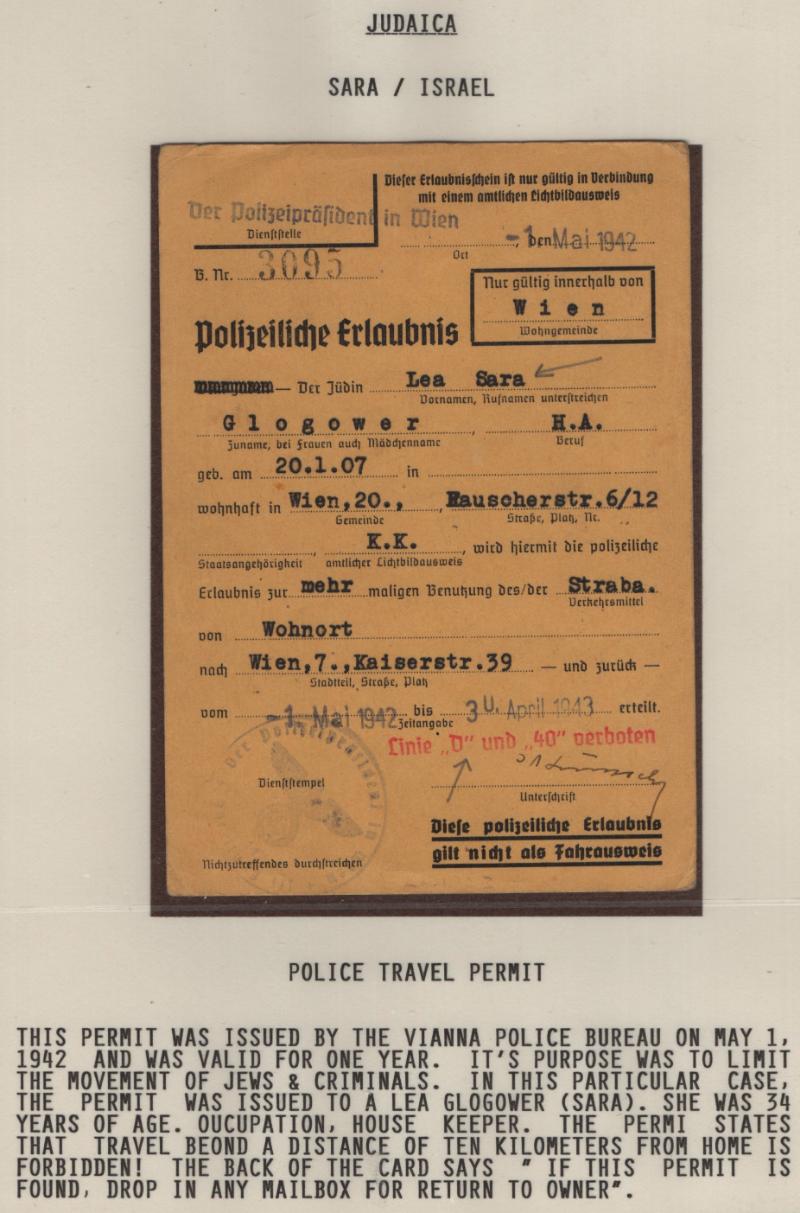 JUDAICA
SARA / ISRAEL
Dieser Erlaubnisschein ist nur gültig in Verbindung
mit einem amtlichen Lichtbildausweis
Der Polizeipräsident in Wien
Dienststelle
-1. den Mai 1942
Ort
B. Nr. 3095
Nur gültig innerhalb von
Wien
Wohngemeinde
Polizeiliche Erlaubnis
— Der Jüdin Lea Sara
Vornamen, Rufnamen unterstreichen
Glogower, H.A.
Zuname, bei Frauen auch Mädchenname Beruf
geb. am 20.1.07 in
wohnhaft in Wien,20., Rauscherstr.6/12
Gemeinde Straße, Platz, Nr.
, K.K. , wird hiermit die polizeiliche
Staatsangehörigkeit amtlicher Lichtbildausweis
Erlaubnis zur mehr maligen Benutzung des/der Straba.
Verkehrsmittel
von Wohnort
nach Wien,7.,Kaiserstr.39 — und zurück —
Stadtteil, Straße, Platz
vom -1. Mai 1942 bis 30. April 1943 erteilt.
Zeitangabe
Linie „D" und „40" verboten
Dienststempel
Unterschrift
Diese polizeiliche Erlaubnis
gilt nicht als Fahrausweis
Nichtzutreffendes durchstreichen
POLICE TRAVEL PERMIT
THIS PERMIT WAS ISSUED BY THE VIANNA POLICE BUREAU ON MAY 1,
1942 AND WAS VALID FOR ONE YEAR. IT'S PURPOSE WAS TO LIMIT
THE MOVEMENT OF JEWS & CRIMINALS. IN THIS PARTICULAR CASE,
THE PERMIT WAS ISSUED TO A LEA GLOGOWER (SARA). SHE WAS 34
YEARS OF AGE. OUCUPATION, HOUSE KEEPER. THE PERMI STATES
THAT TRAVEL BEOND A DISTANCE OF TEN KILOMETERS FROM HOME IS
FORBIDDEN! THE BACK OF THE CARD SAYS " IF THIS PERMIT IS
FOUND, DROP IN ANY MAILBOX FOR RETURN TO OWNER".